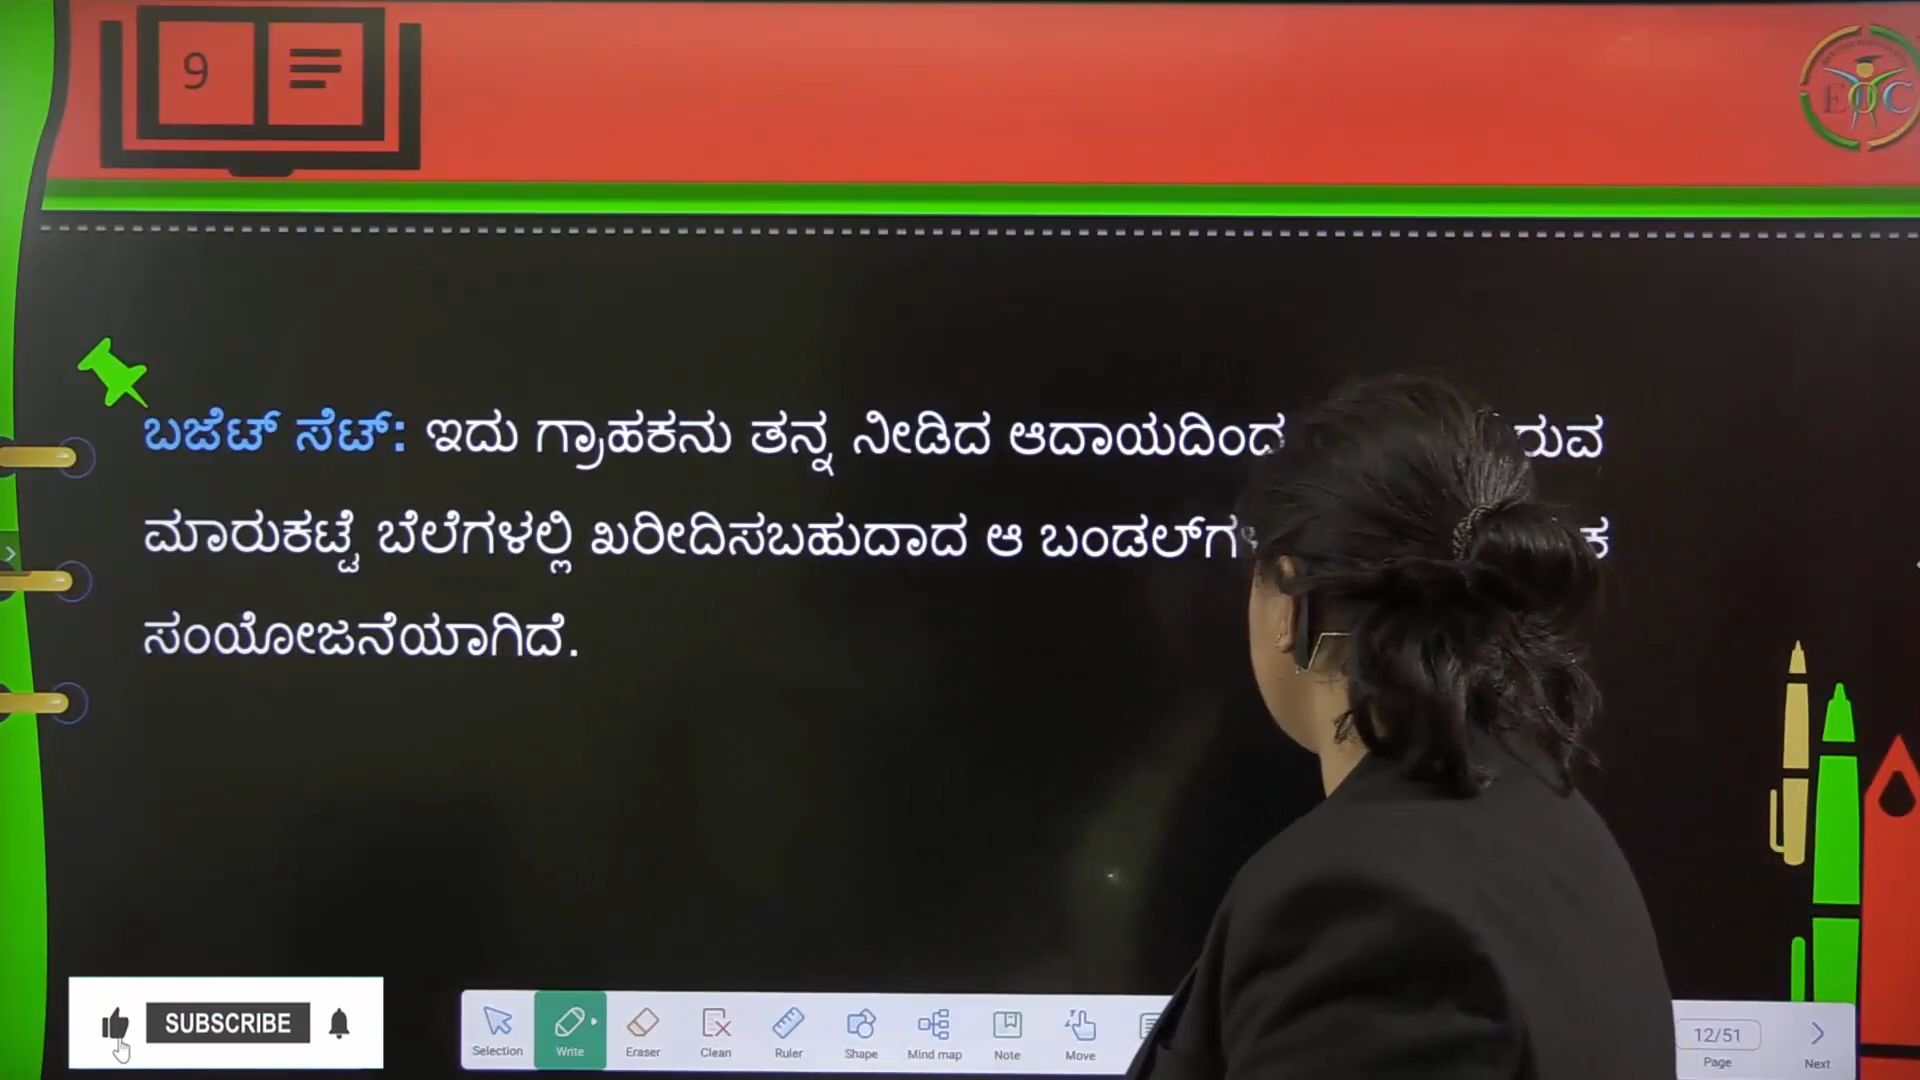 9
EOC
ಬಜೆಟ್ ಸೆಟ್: ಇದು ಗ್ರಾಹಕನು ತನ್ನ ನೀಡಿದ ಆದಾಯದಿಂದ
ಮಾರುಕಟ್ಟೆ ಬೆಲೆಗಳಲ್ಲಿ ಖರೀದಿಸಬಹುದಾದ ಆ
ಸಂಯೋಜನೆಯಾಗಿದೆ.
SUBSCRIBE
Selection Write Eraser Clean Ruler Shape Mind map Note Move
12/51
Page Next